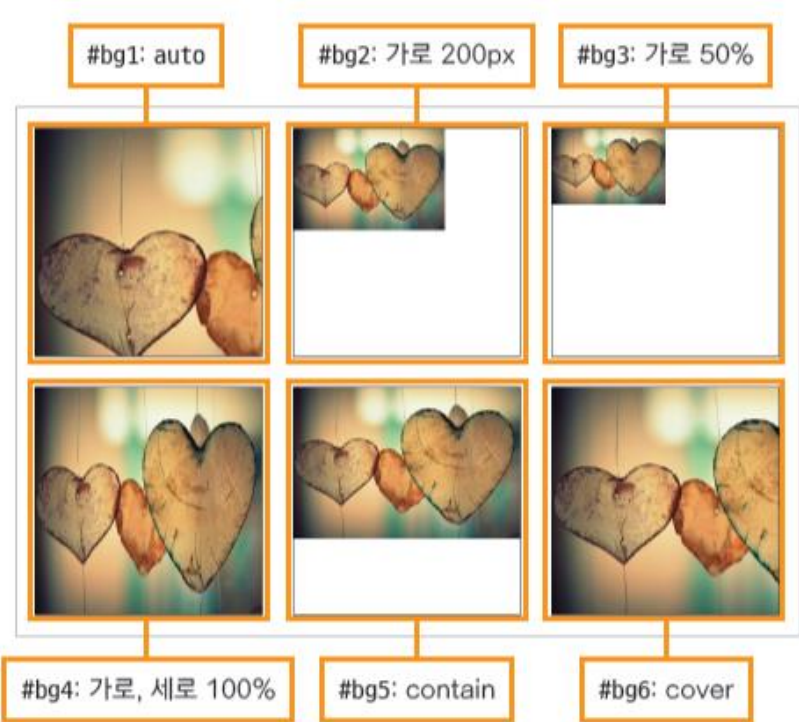 #bg1: auto
#bg2: 가로 200px
#bg3: 가로 50%
#bg4: 가로, 세로 100%
#bg5: contain
#bg6: cover